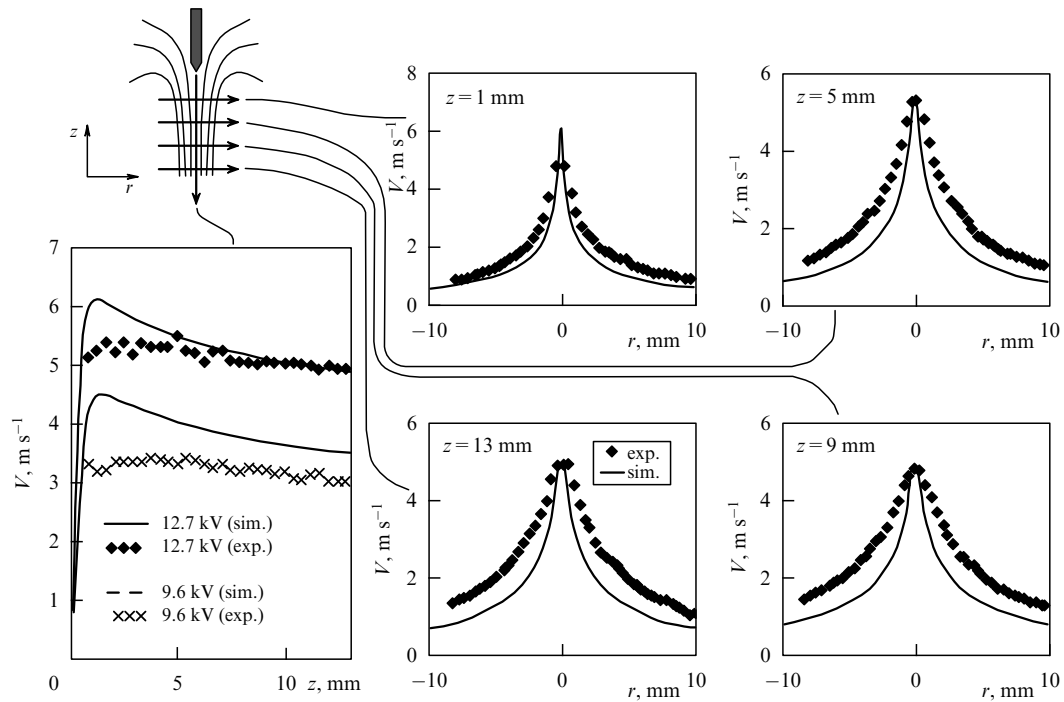 z
r
7
6
5
4
3
2
1
0
5
10
z, mm
V, m s⁻¹
12.7 kV (sim.)
12.7 kV (exp.)
9.6 kV (sim.)
9.6 kV (exp.)
z = 1 mm
8
6
4
2
0
−10
0
10
r, mm
V, m s⁻¹
z = 5 mm
6
4
2
0
−10
0
10
r, mm
V, m s⁻¹
z = 13 mm
exp.
sim.
6
4
2
0
−10
0
10
r, mm
V, m s⁻¹
z = 9 mm
6
4
2
0
−10
0
10
r, mm
V, m s⁻¹